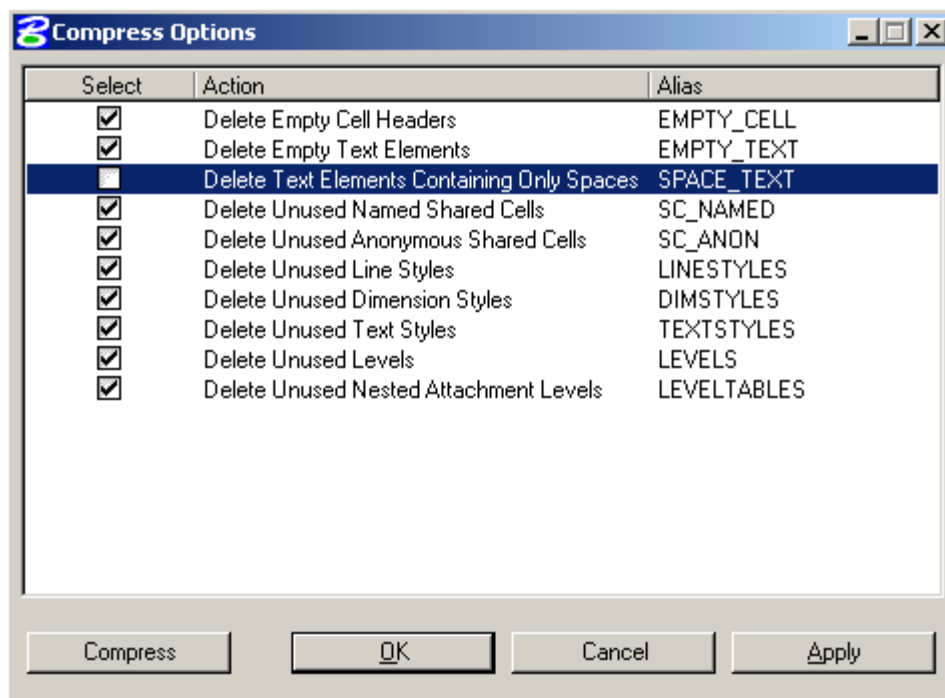 Compress Options
Select Action Alias
Delete Empty Cell Headers EMPTY_CELL
Delete Empty Text Elements EMPTY_TEXT
Delete Text Elements Containing Only Spaces SPACE_TEXT
Delete Unused Named Shared Cells SC_NAMED
Delete Unused Anonymous Shared Cells SC_ANON
Delete Unused Line Styles LINESTYLES
Delete Unused Dimension Styles DIMSTYLES
Delete Unused Text Styles TEXTSTYLES
Delete Unused Levels LEVELS
Delete Unused Nested Attachment Levels LEVELTABLES
Compress OK Cancel Apply